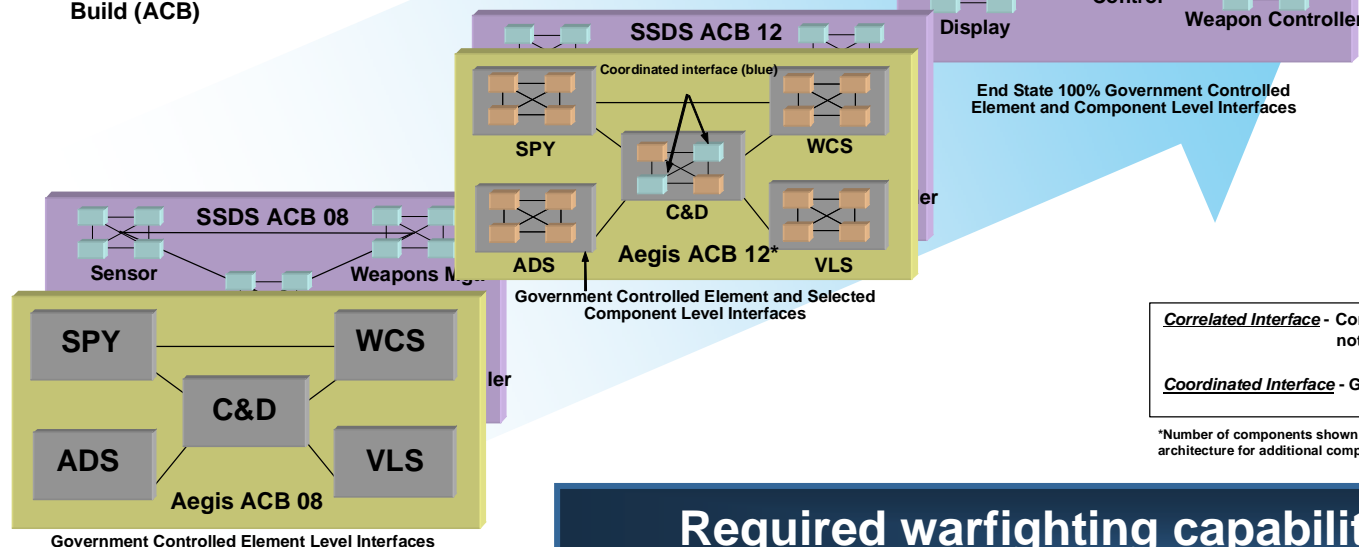 Build (ACB)
SSDS ACB 12
Display
Weapon Controller
Coordinated interface (blue)
End State 100% Government Controlled
Element and Component Level Interfaces
SPY
WCS
C&D
ADS
Aegis ACB 12*
VLS
Government Controlled Element and Selected
Component Level Interfaces
SSDS ACB 08
Sensor
Weapons
SPY
WCS
C&D
ADS
VLS
Aegis ACB 08
Government Controlled Element Level Interfaces
Correlated Interface -
Coordinated Interface -
*Number of components shown
architecture for additional
Required warfighting